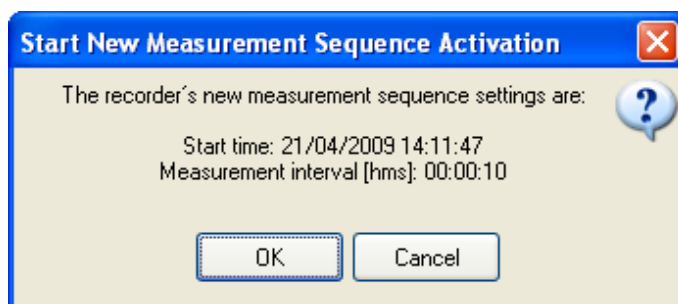 Start New Measurement Sequence Activation
The recorder´s new measurement sequence settings are:
Start time: 21/04/2009 14:11:47
Measurement interval [hms]: 00:00:10
OK
Cancel